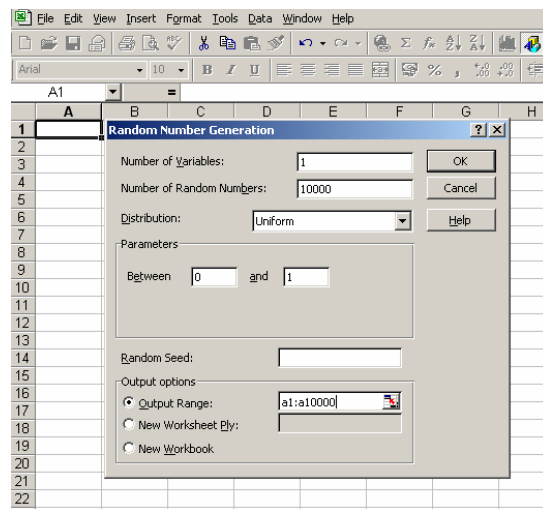 File Edit View Insert Format Tools Data Window Help
Arial 10 B I U % ,
A1 =
A B C D E F G H
1
Random Number Generation
2
3 Number of Variables: 1 OK
4 Number of Random Numbers: 10000 Cancel
5
6 Distribution: Uniform Help
7
8 Parameters
9
10 Between 0 and 1
11
12
13
14 Random Seed:
15
16 Output options
17 Output Range: a1:a10000
18 New Worksheet Ply:
19 New Workbook
20
21
22